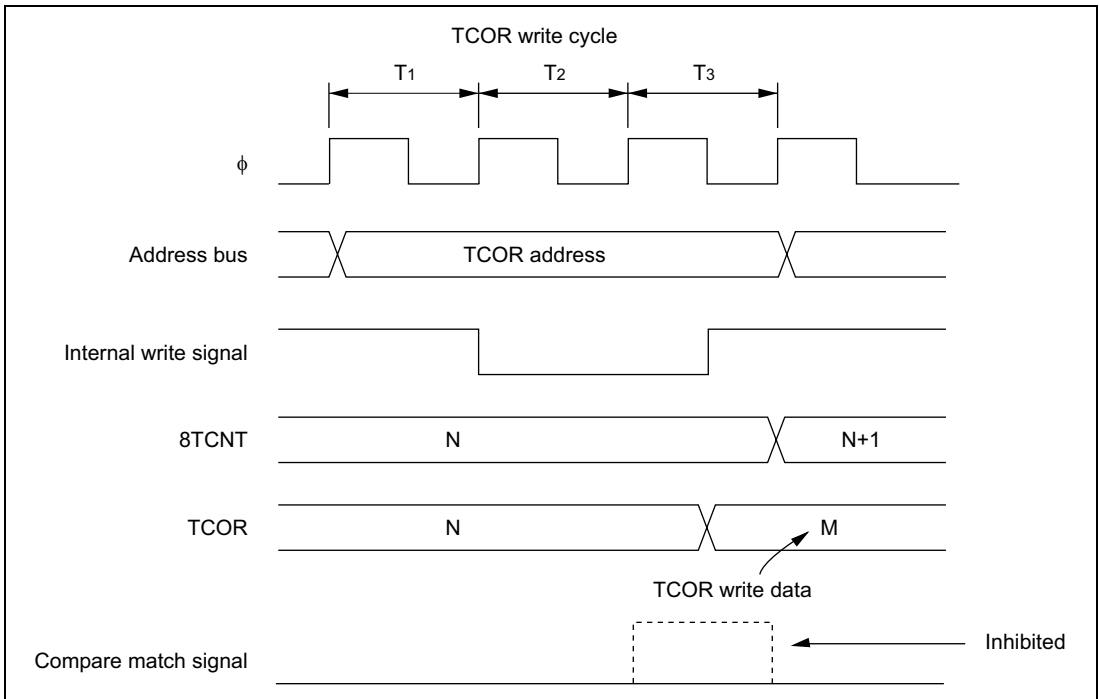 TCOR write cycle
T1 T2 T3
ϕ
Address bus TCOR address
Internal write signal
8TCNT N N+1
TCOR N M
TCOR write data
Inhibited
Compare match signal